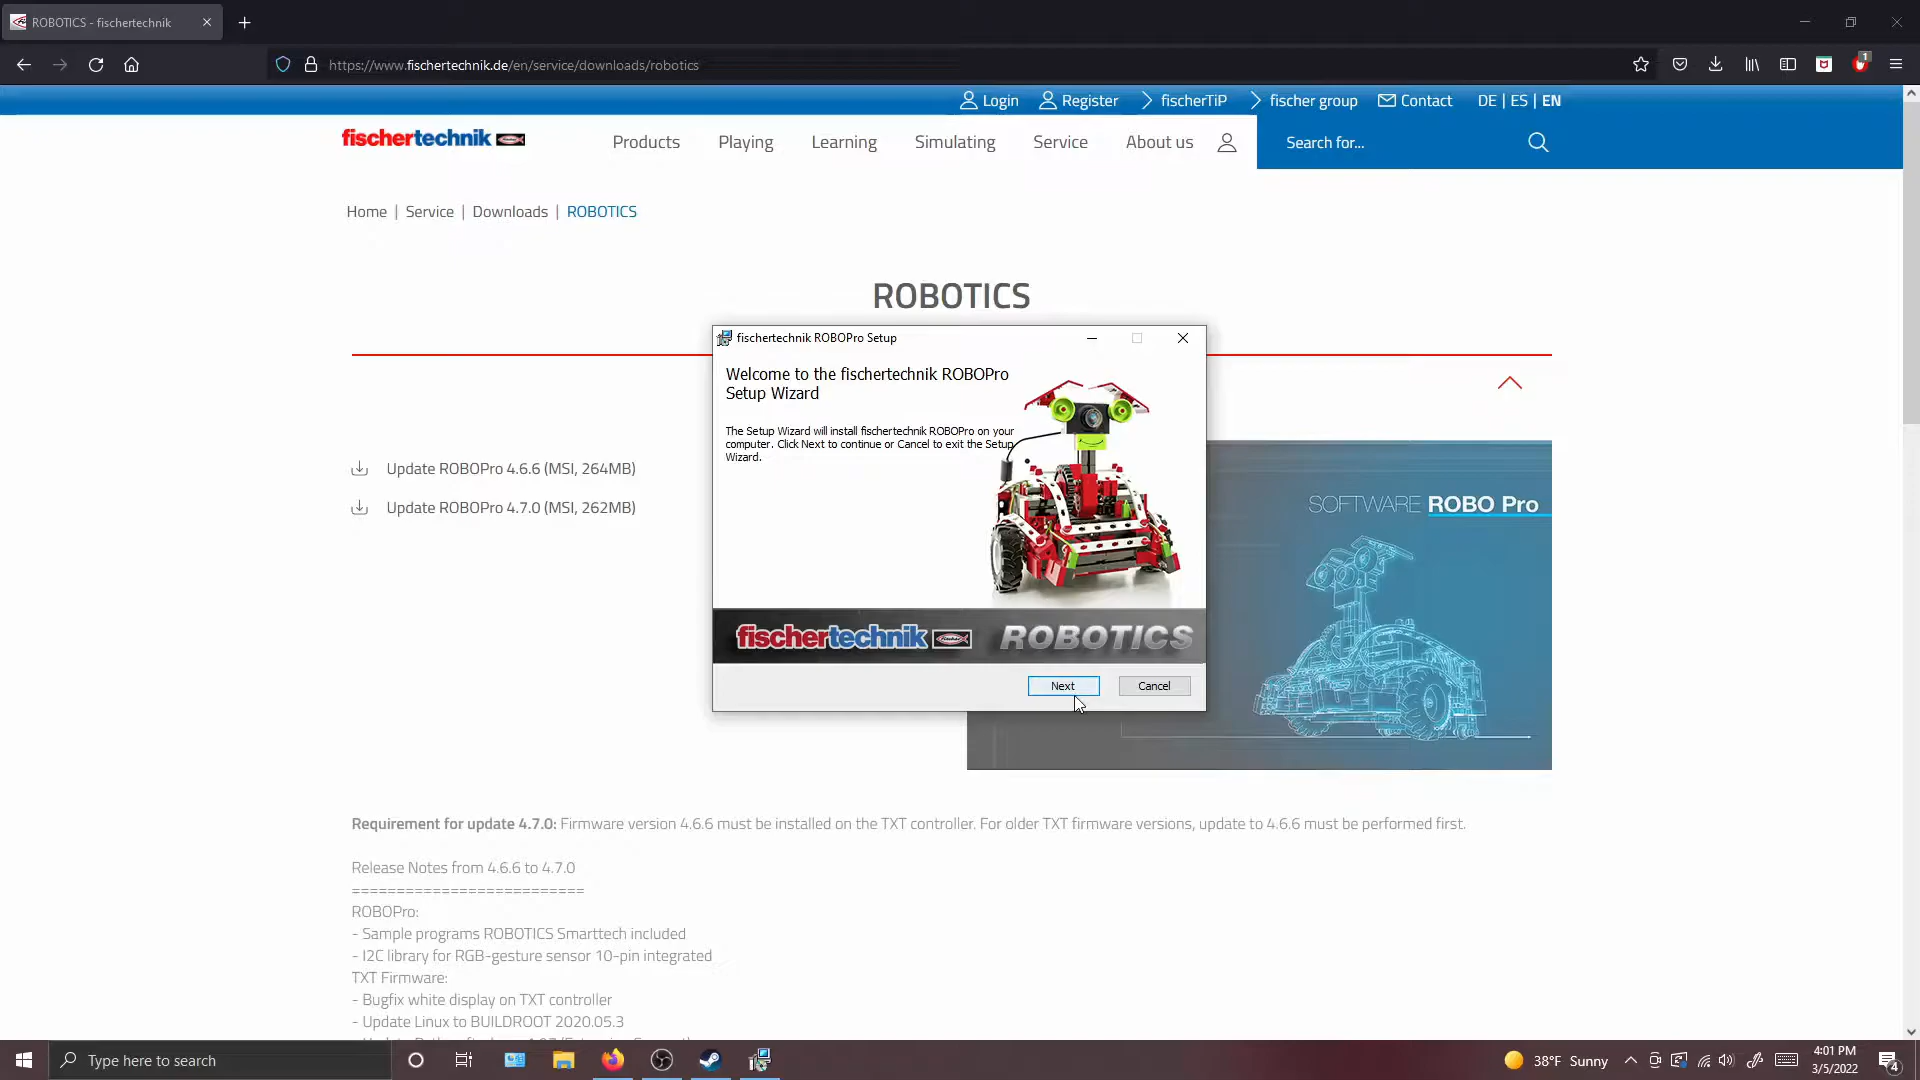 ROBOTICS - fischertechnik
https://www.fischertechnik.de/en/service/downloads/robotics
1
Login Register fischerTiP fischer group Contact DE | ES | EN
fischertechnik
Products Playing Learning Simulating Service About us
Search for...
Home | Service | Downloads | ROBOTICS
ROBOTICS
fischertechnik ROBOPro Setup
Welcome to the fischertechnik ROBOPro
Setup Wizard
The Setup Wizard will install fischertechnik ROBOPro on your
computer. Click Next to continue or Cancel to exit the Setup
Wizard.
fischertechnik ROBOTICS
Next Cancel
Update ROBOPro 4.6.6 (MSI, 264MB)
Update ROBOPro 4.7.0 (MSI, 262MB)
SOFTWARE ROBO Pro
Requirement for update 4.7.0: Firmware version 4.6.6 must be installed on the TXT controller. For older TXT firmware versions, update to 4.6.6 must be performed first.
Release Notes from 4.6.6 to 4.7.0
==========================
ROBOPro:
- Sample programs ROBOTICS Smarttech included
- I2C library for RGB-gesture sensor 10-pin integrated
TXT Firmware:
- Bugfix white display on TXT controller
- Update Linux to BUILDROOT 2020.05.3
Type here to search
38°F Sunny
4:01 PM
3/5/2022
4